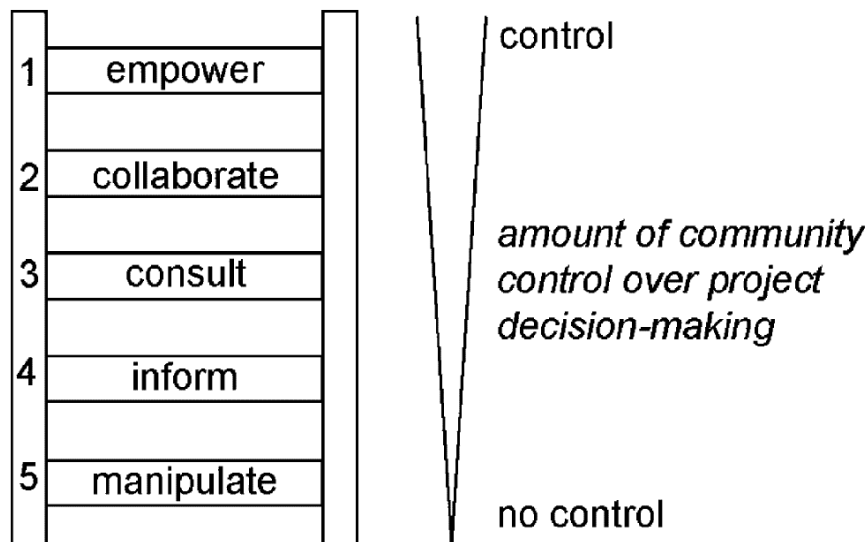 1 empower
2 collaborate
3 consult
4 inform
5 manipulate
control
amount of community
control over project
decision-making
no control